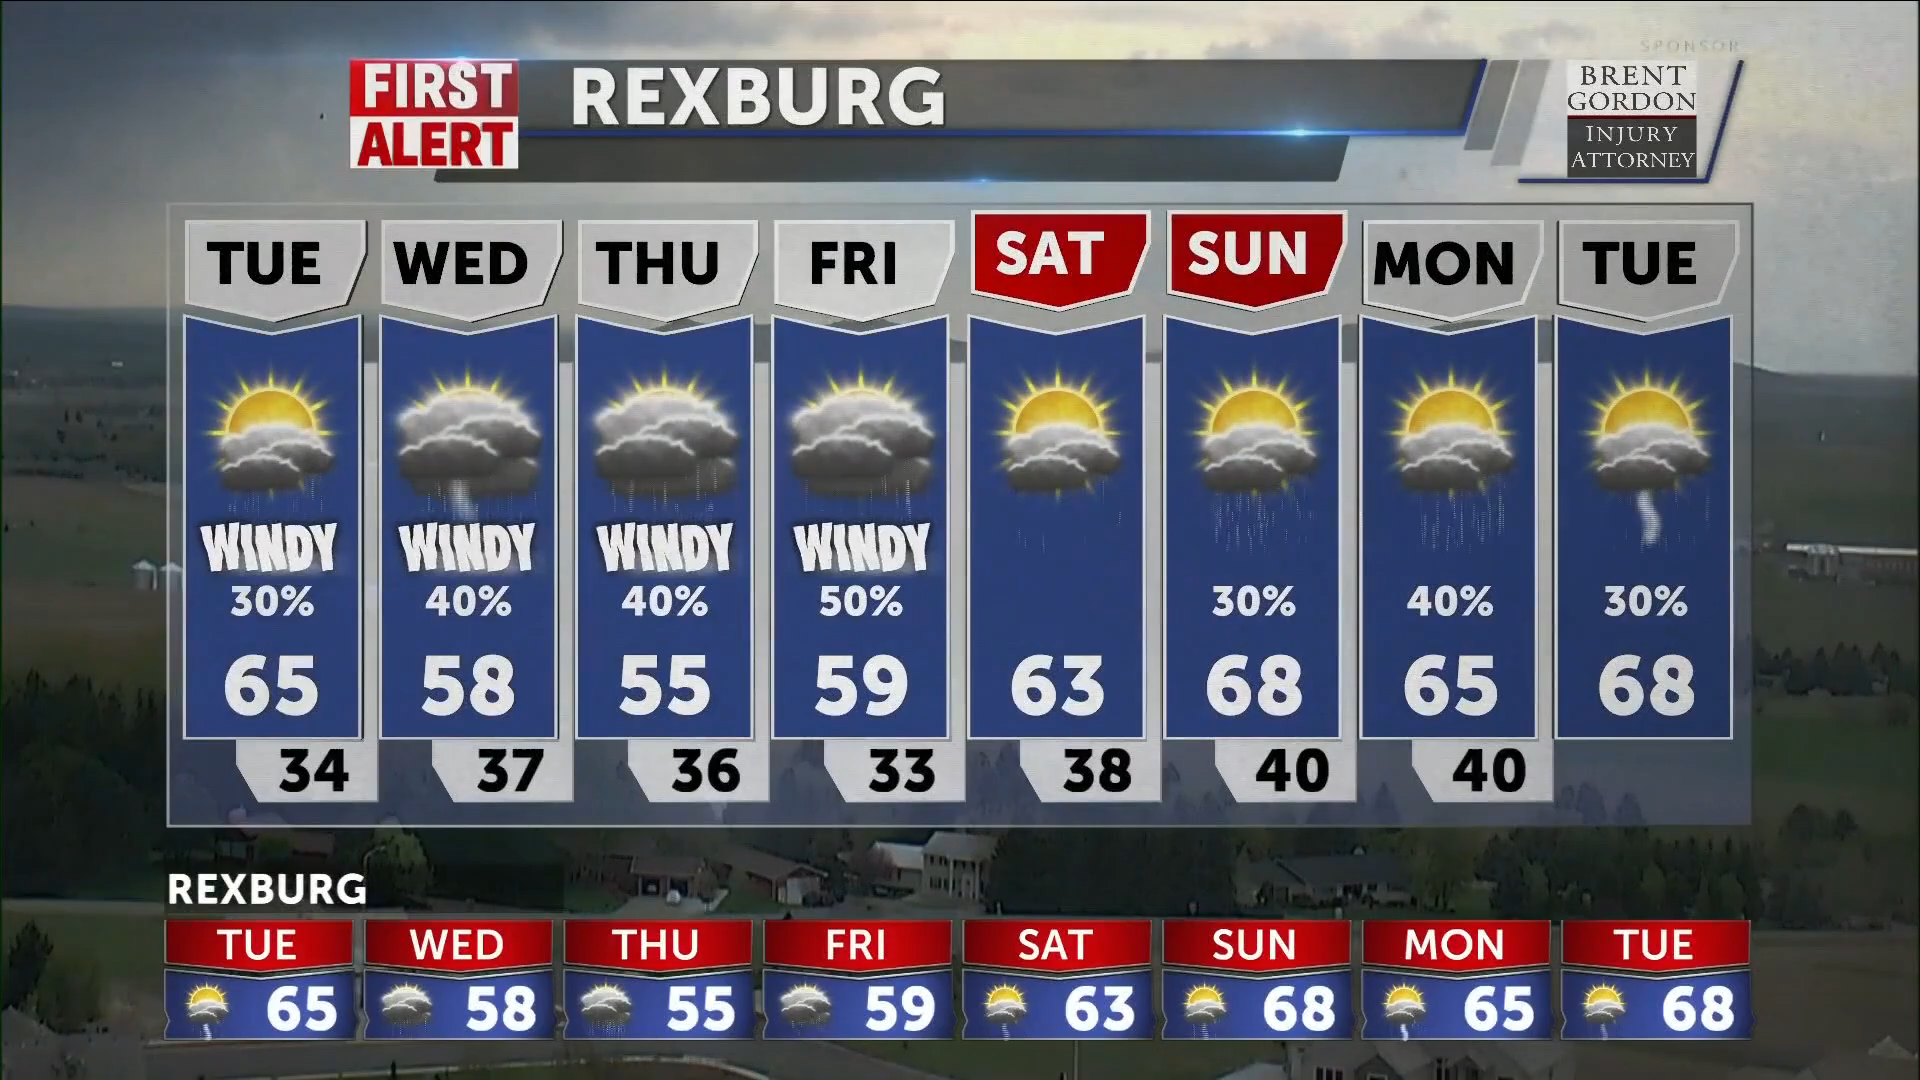 SPONSOR
FIRST
ALERT
REXBURG
BRENT
GORDON
INJURY
ATTORNEY
TUE WED THU FRI SAT SUN MON TUE
WINDY WINDY WINDY WINDY
30% 40% 40% 50% 30% 40% 30%
65 58 55 59 63 68 65 68
34 37 36 33 38 40 40
REXBURG
TUE WED THU FRI SAT SUN MON TUE
65 58 55 59 63 68 65 68